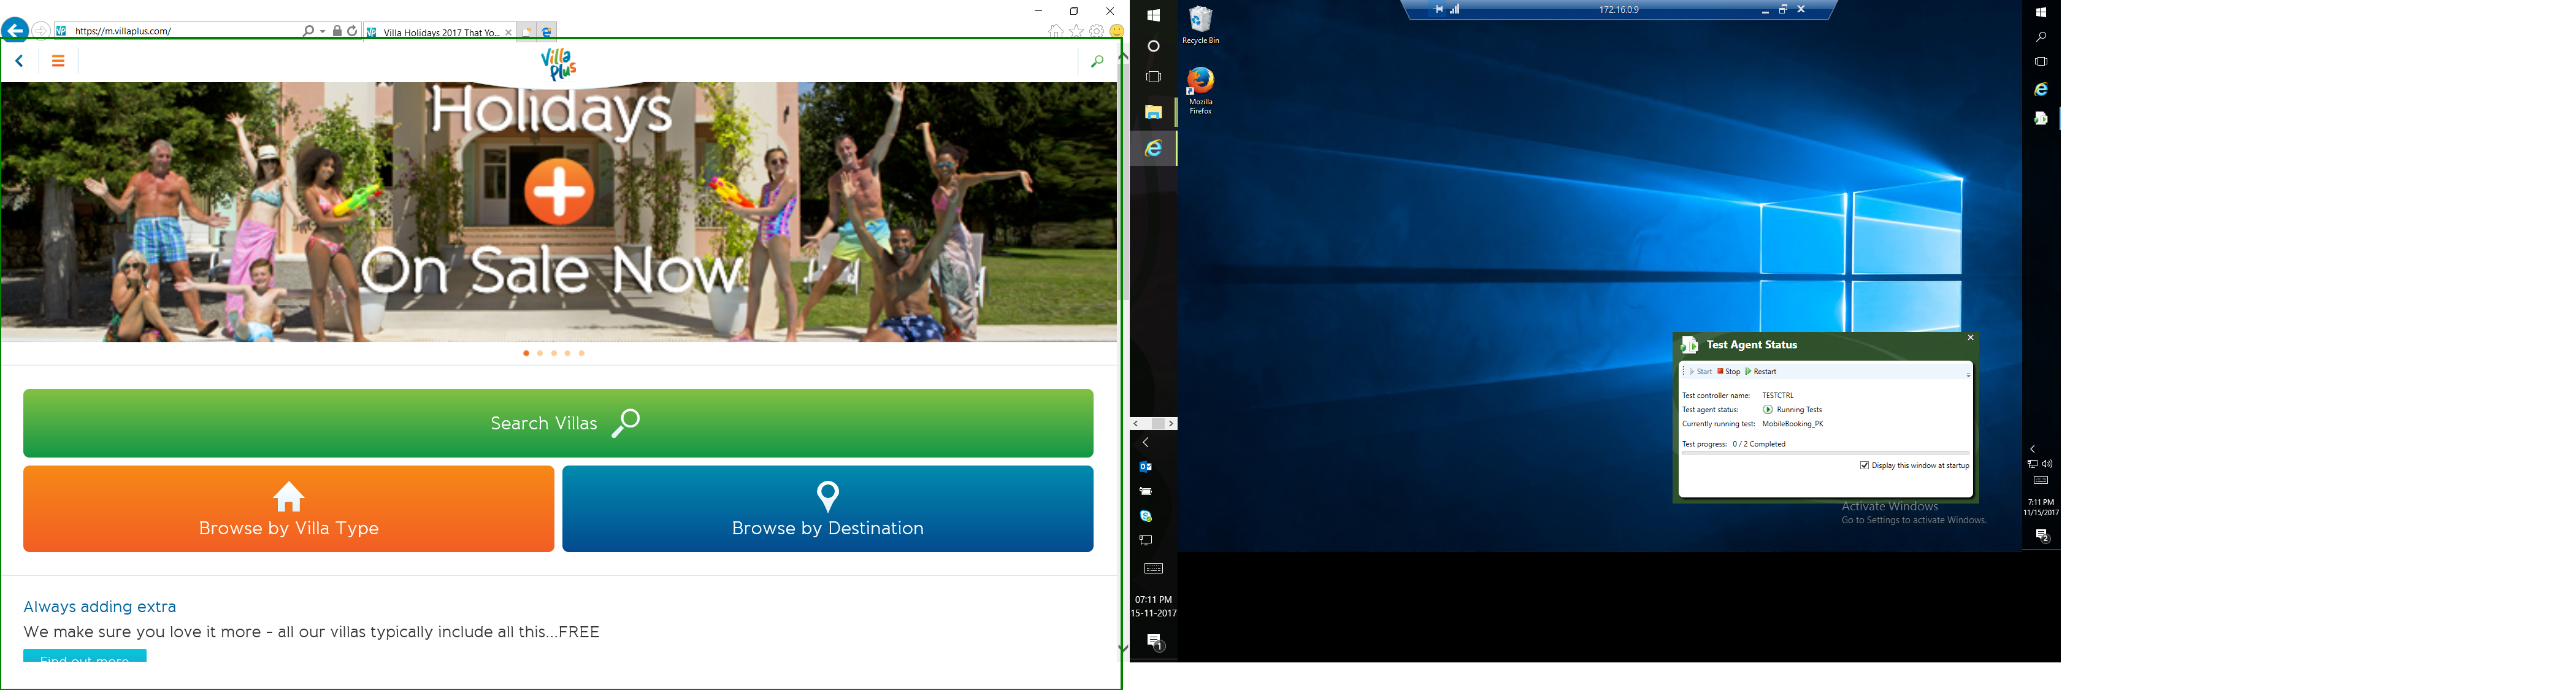 https://m.villaplus.com/
Villa Holidays 2017 That Yo...
Villa
Plus
Holidays
On Sale Now
Search Villas
Browse by Villa Type
Browse by Destination
Always adding extra
We make sure you love it more - all our villas typically include all this...FREE
Find out more
07:11 PM
15-11-2017
1
172.16.0.9
Recycle Bin
Mozilla
Firefox
Test Agent Status
Start Stop Restart
Test controller name: TESTCTRL
Test agent status: Running Tests
Currently running test: MobileBooking_PK
Test progress: 0 / 2 Completed
Display this window at startup
Activate Windows
Go to Settings to activate Windows.
7:11 PM
11/15/2017
2